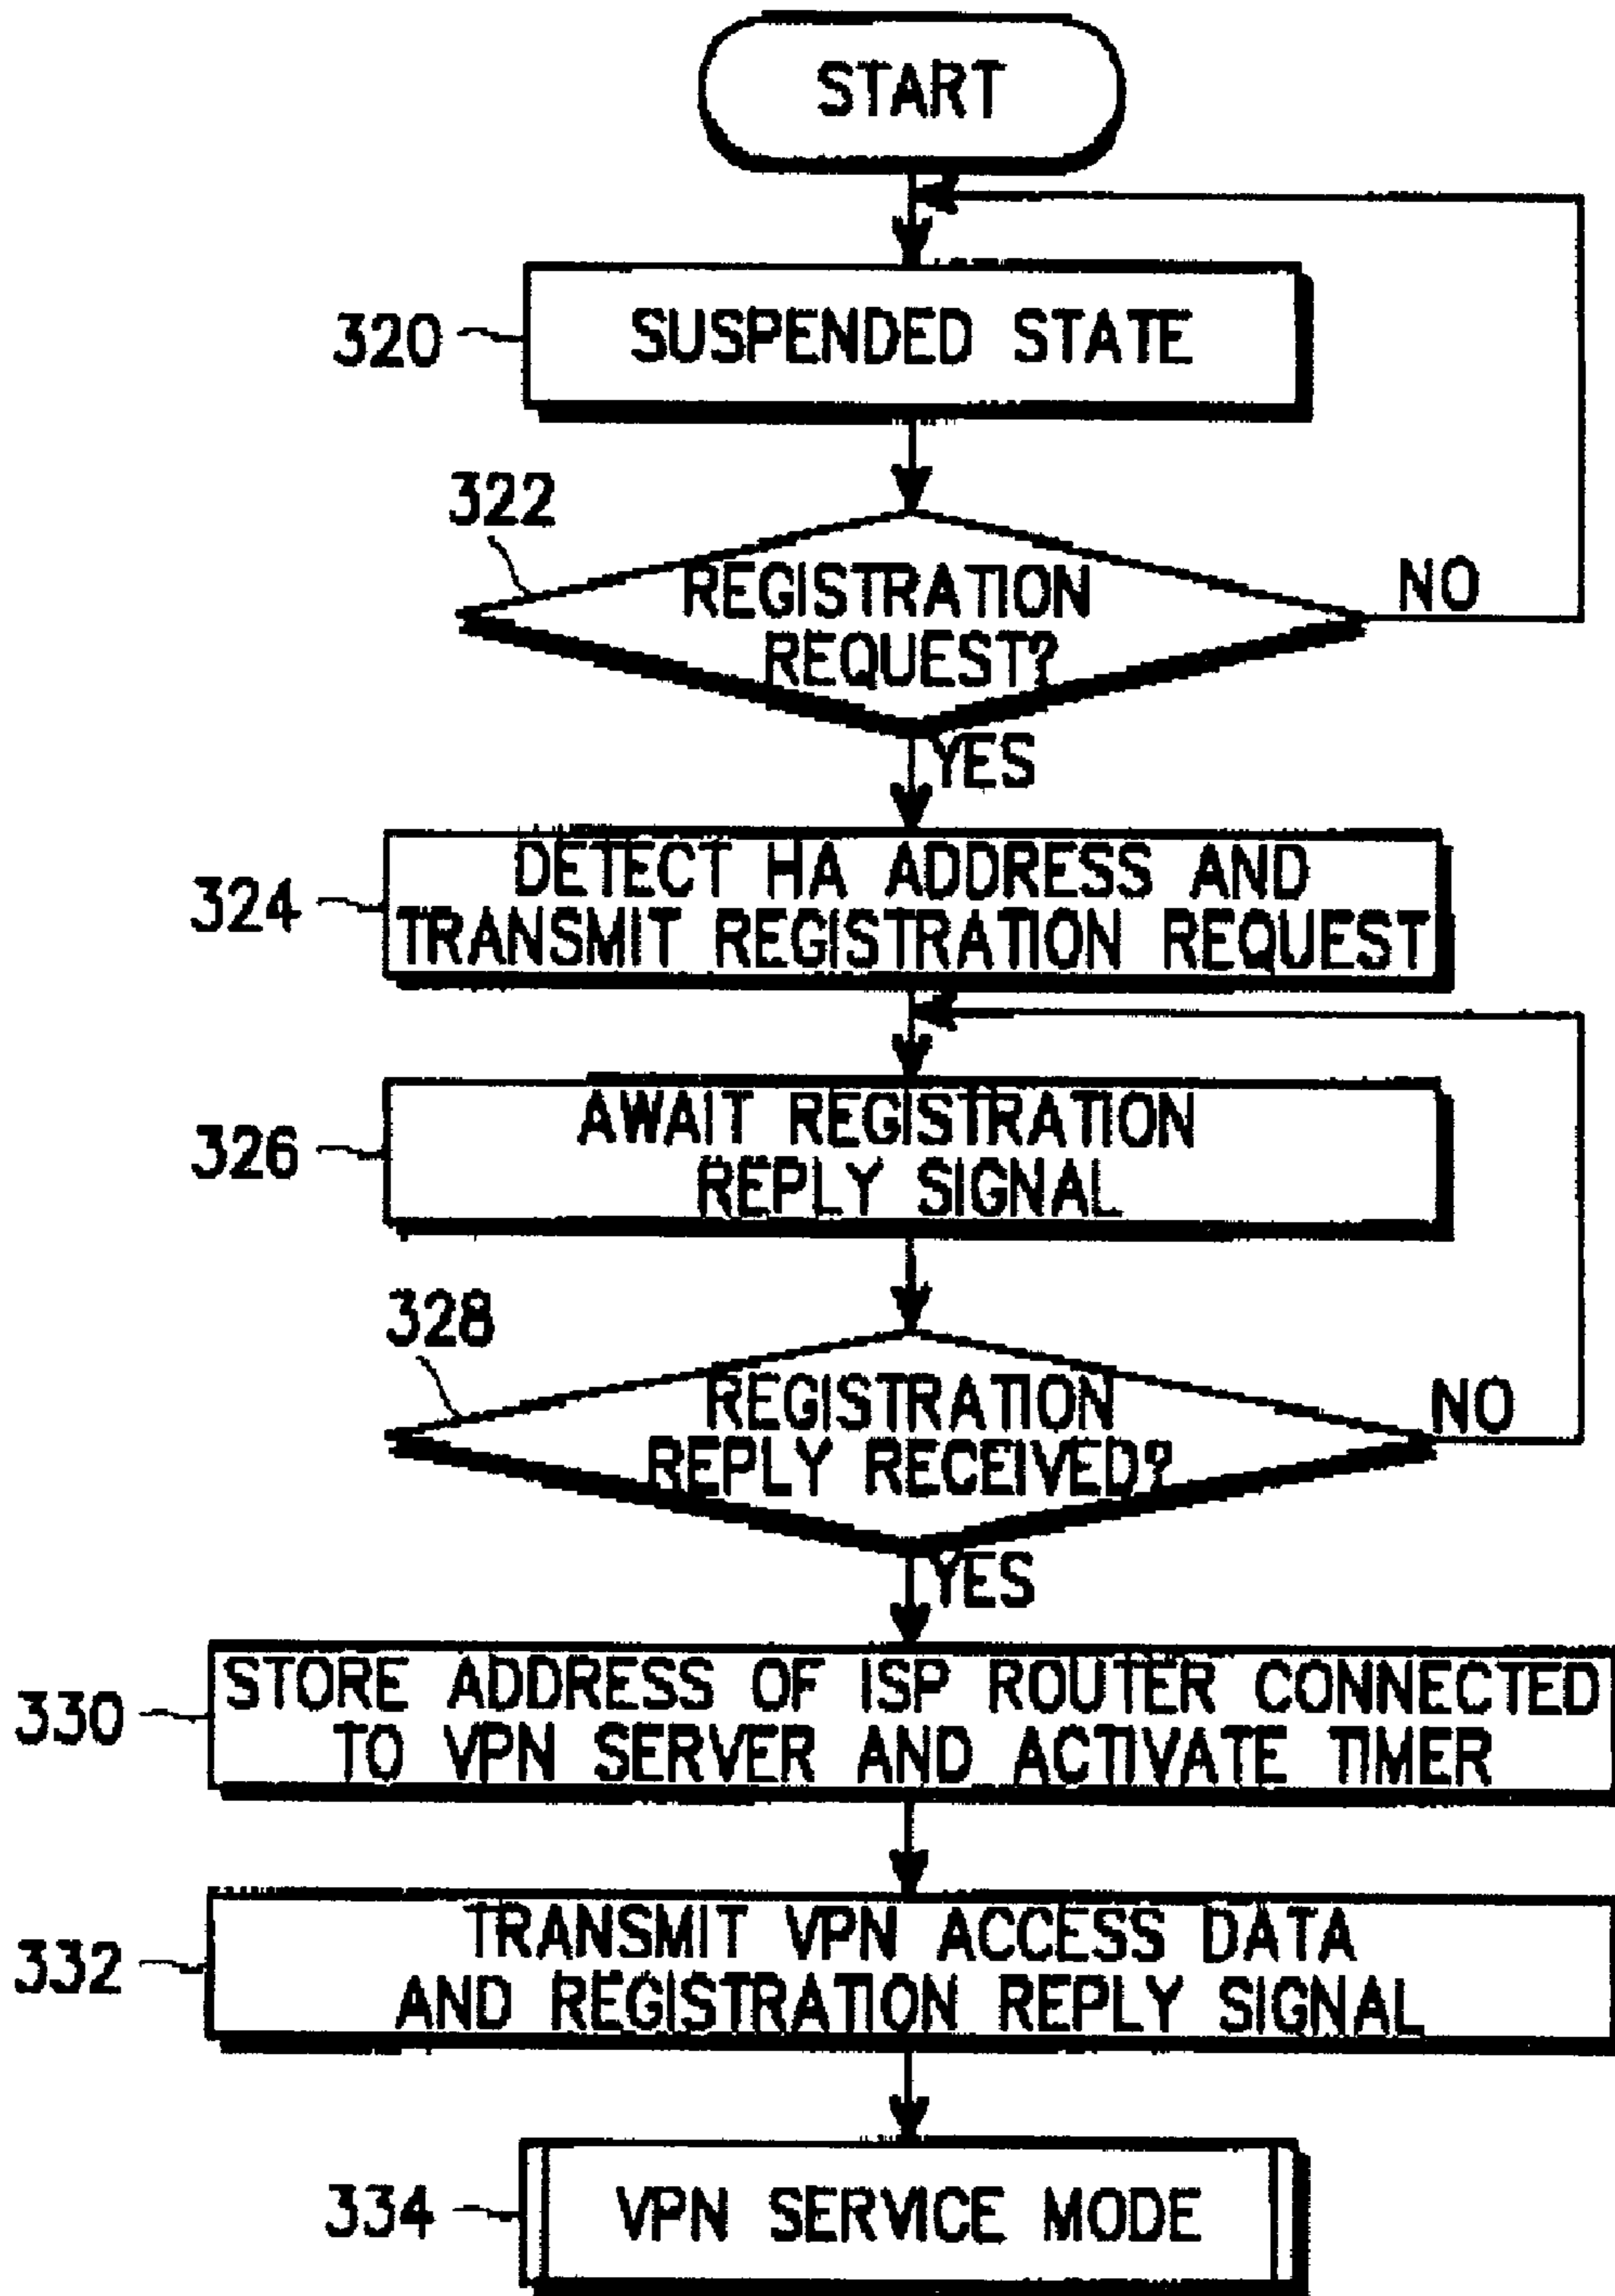 START
320
SUSPENDED STATE
322
REGISTRATION
REQUEST?
NO
YES
324
DETECT HA ADDRESS AND
TRANSMIT REGISTRATION REQUEST
326
AWAIT REGISTRATION
REPLY SIGNAL
328
REGISTRATION
REPLY RECEIVED?
NO
YES
330
STORE ADDRESS OF ISP ROUTER CONNECTED
TO VPN SERVER AND ACTIVATE TIMER
332
TRANSMIT VPN ACCESS DATA
AND REGISTRATION REPLY SIGNAL
334
VPN SERVICE MODE